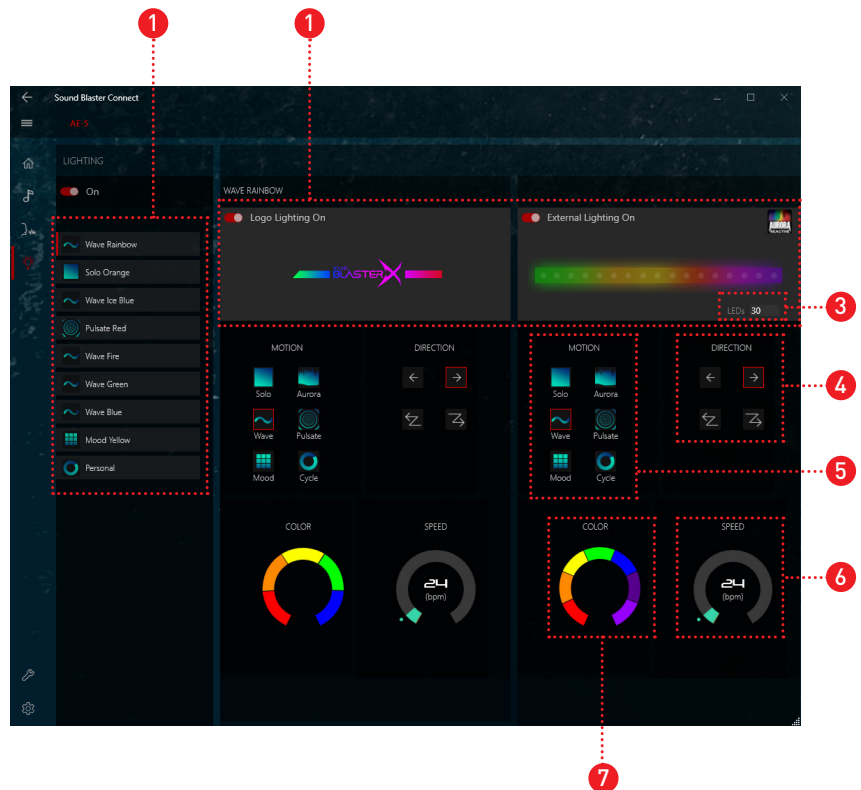 1
1
Sound Blaster Connect
AE-5
LIGHTING
On
Wave Rainbow
Solo Orange
Wave Ice Blue
Pulsate Red
Wave Fire
Wave Green
Wave Blue
Mood Yellow
Personal
WAVE RAINBOW
Logo Lighting On
BLASTERX
External Lighting On
AURORA
REACTIVE
LEDs 30
3
MOTION
Solo Aurora
Wave Pulsate
Mood Cycle
DIRECTION
MOTION
Solo Aurora
Wave Pulsate
Mood Cycle
DIRECTION
4
5
COLOR
SPEED
24
(bpm)
COLOR
SPEED
24
(bpm)
6
7